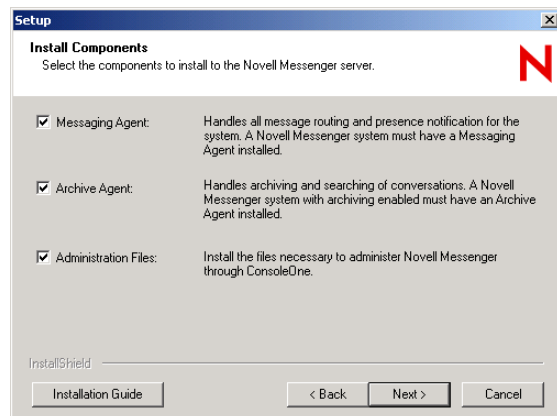 Setup
Install Components
Select the components to install to the Novell Messenger server.
N
Messaging Agent:
Handles all message routing and presence notification for the
system. A Novell Messenger system must have a Messaging
Agent installed.
Archive Agent:
Handles archiving and searching of conversations. A Novell
Messenger system with archiving enabled must have an Archive
Agent installed.
Administration Files:
Install the files necessary to administer Novell Messenger
through ConsoleOne.
InstallShield
Installation Guide
< Back
Next >
Cancel